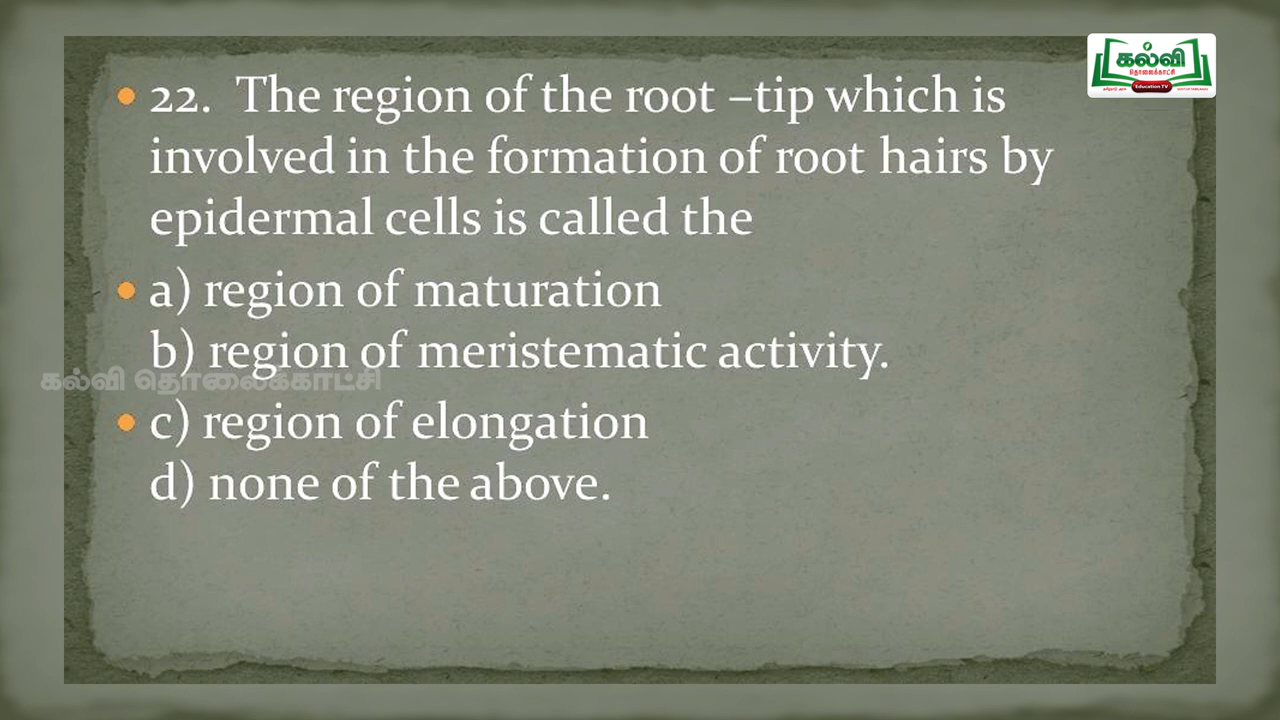 கல்வி
தொலைக்காட்சி
Education TV
22. The region of the root –tip which is
involved in the formation of root hairs by
epidermal cells is called the
a) region of maturation
b) region of meristematic activity.
கல்வி தொலைக்காட்சி
c) region of elongation
d) none of the above.